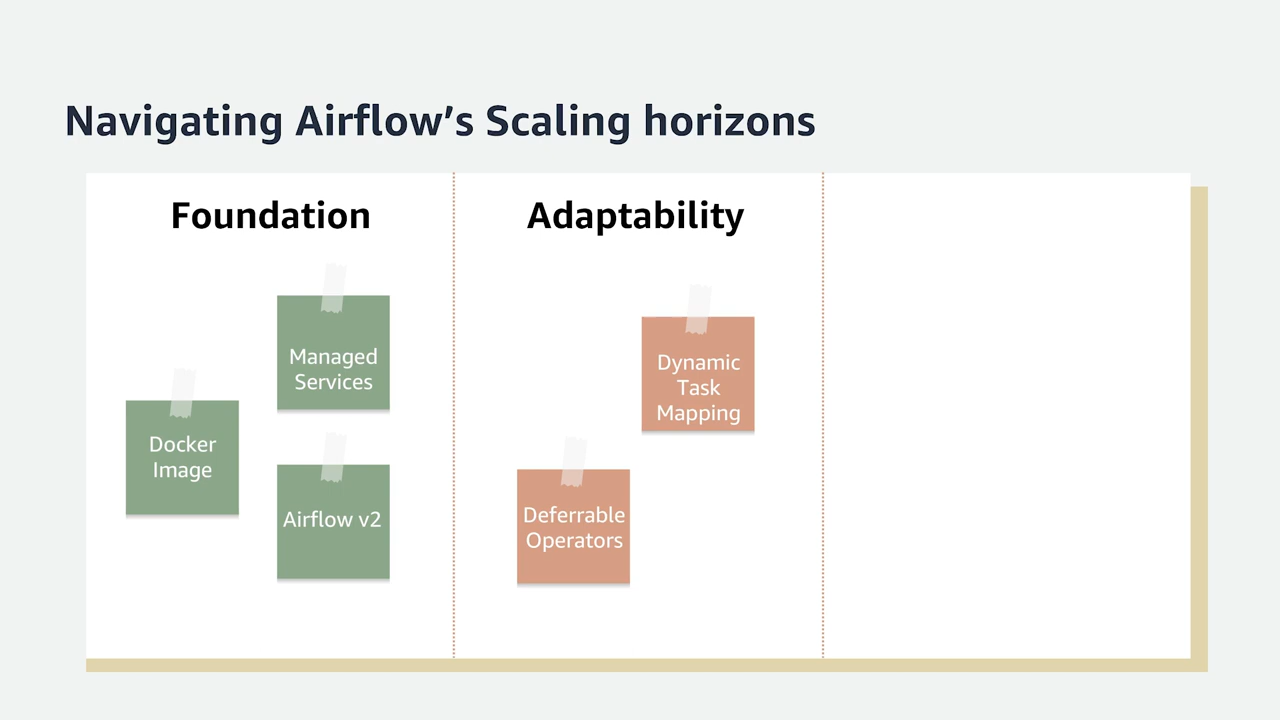 Navigating Airflow’s Scaling horizons
Foundation
Managed
Services
Docker
Image
Airflow v2
Adaptability
Dynamic
Task
Mapping
Deferrable
Operators